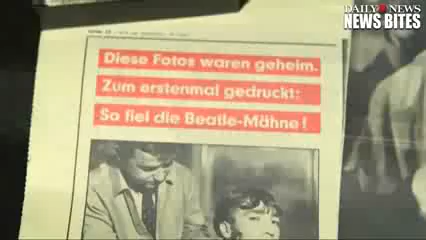 DAILY NEWS
NEWS BITES
Diese Fotos waren geheim.
Zum erstenmal gedruckt:
So fiel die Beatle-Mähne!